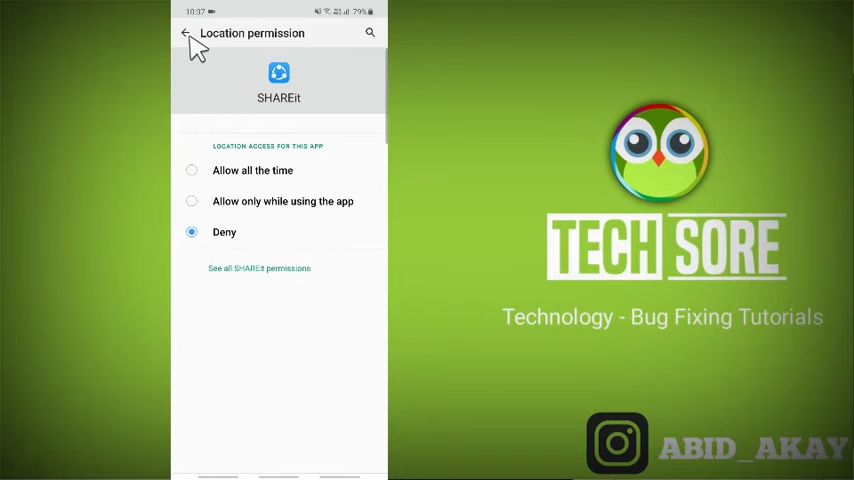 10:37
79%
Location permission
SHAREit
LOCATION ACCESS FOR THIS APP
Allow all the time
Allow only while using the app
Deny
See all SHAREit permissions
TECH SORE
Technology - Bug Fixing Tutorials
ABID_AKAY